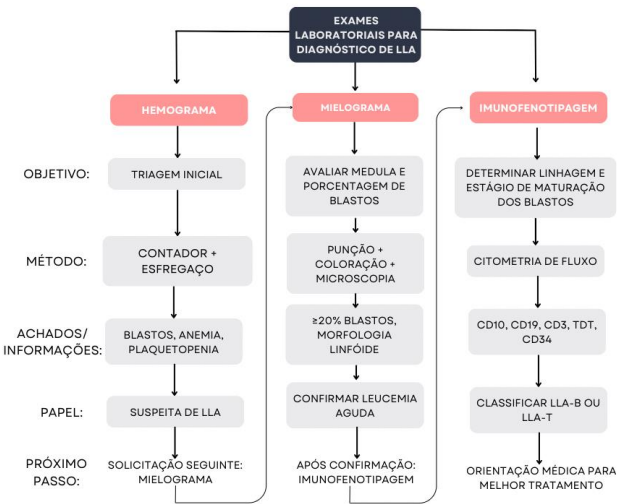 EXAMES
LABORATORIAIS PARA
DIAGNÓSTICO DE LLA
HEMOGRAMA
MIELOGRAMA
IMUNOFENOTIPAGEM
OBJETIVO:
TRIAGEM INICIAL
AVALIAR MEDULA E
PORCENTAGEM DE
BLASTOS
DETERMINAR LINHAGEM E
ESTÁGIO DE MATURAÇÃO
DOS BLASTOS
MÉTODO:
CONTADOR +
ESFREGAÇO
PUNÇÃO +
COLORAÇÃO +
MICROSCOPIA
CITOMETRIA DE FLUXO
ACHADOS/
INFORMAÇÕES:
BLASTOS, ANEMIA,
PLAQUETOPENIA
≥20% BLASTOS,
MORFOLOGIA
LINFÓIDE
CD10, CD19, CD3, TDT,
CD34
PAPEL:
SUSPEITA DE LLA
CONFIRMAR LEUCEMIA
AGUDA
CLASSIFICAR LLA-B OU
LLA-T
PRÓXIMO
PASSO:
SOLICITAÇÃO SEGUINTE:
MIELOGRAMA
APÓS CONFIRMAÇÃO:
IMUNOFENOTIPAGEM
ORIENTAÇÃO MÉDICA PARA
MELHOR TRATAMENTO